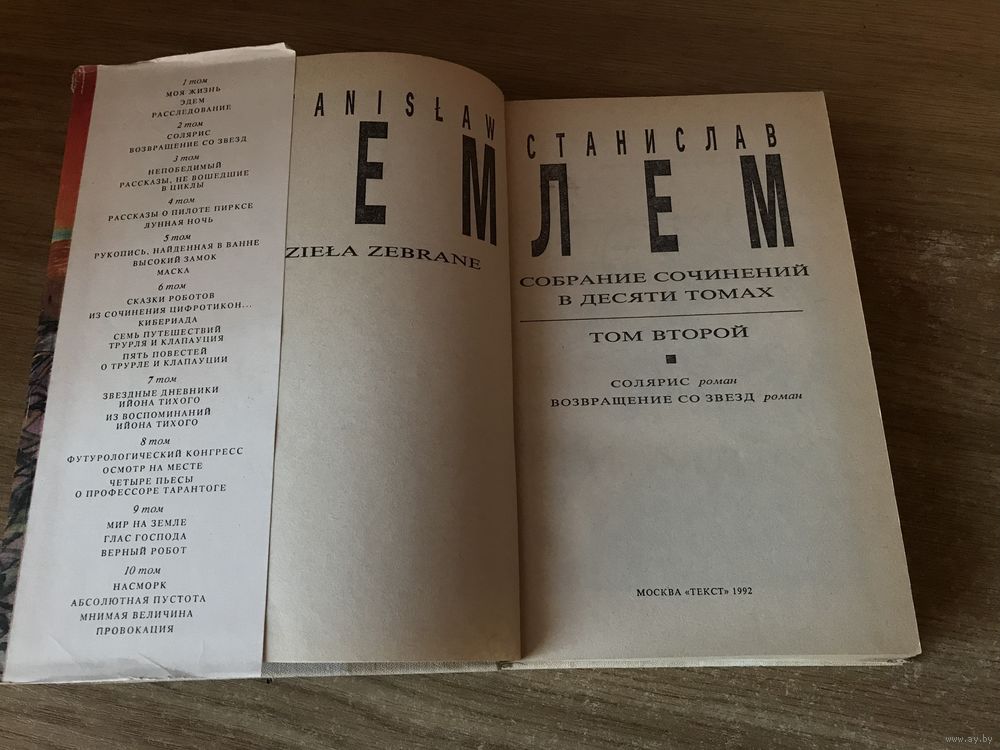 1 том
МОЯ ЖИЗНЬ
ЭДЕМ
РАССЛЕДОВАНИЕ
2 том
СОЛЯРИС
ВОЗВРАЩЕНИЕ СО ЗВЕЗД
3 том
НЕПОБЕДИМЫЙ
РАССКАЗЫ, НЕ ВОШЕДШИЕ
В ЦИКЛЫ
4 том
РАССКАЗЫ О ПИЛОТЕ ПИРКСЕ
ЛУННАЯ НОЧЬ
5 том
РУКОПИСЬ, НАЙДЕННАЯ В ВАННЕ
ВЫСОКИЙ ЗАМОК
МАСКА
6 том
СКАЗКИ РОБОТОВ
ИЗ СОЧИНЕНИЯ ЦИФРОТИКОН...
КИБЕРИАДА
СЕМЬ ПУТЕШЕСТВИЙ
ТРУРЛЯ И КЛАПАУЦИЯ
ПЯТЬ ПОВЕСТЕЙ
О ТРУРЛЕ И КЛАПАУЦИИ
7 том
ЗВЕЗДНЫЕ ДНЕВНИКИ
ИЙОНА ТИХОГО
ИЗ ВОСПОМИНАНИЙ
ИЙОНА ТИХОГО
8 том
ФУТУРОЛОГИЧЕСКИЙ КОНГРЕСС
ОСМОТР НА МЕСТЕ
ЧЕТЫРЕ ПЬЕСЫ
О ПРОФЕССОРЕ ТАРАНТОГЕ
9 том
МИР НА ЗЕМЛЕ
ГЛАС ГОСПОДА
ВЕРНЫЙ РОБОТ
10 том
НАСМОРК
АБСОЛЮТНАЯ ПУСТОТА
МНИМАЯ ВЕЛИЧИНА
ПРОВОКАЦИЯ
ANISŁAW
EM
ZIEŁA ZEBRANE
СТАНИСЛАВ
ЛЕМ
СОБРАНИЕ СОЧИНЕНИЙ
В ДЕСЯТИ ТОМАХ
ТОМ ВТОРОЙ
СОЛЯРИС роман
ВОЗВРАЩЕНИЕ СО ЗВЕЗД роман
МОСКВА «ТЕКСТ» 1992
www.ay.by